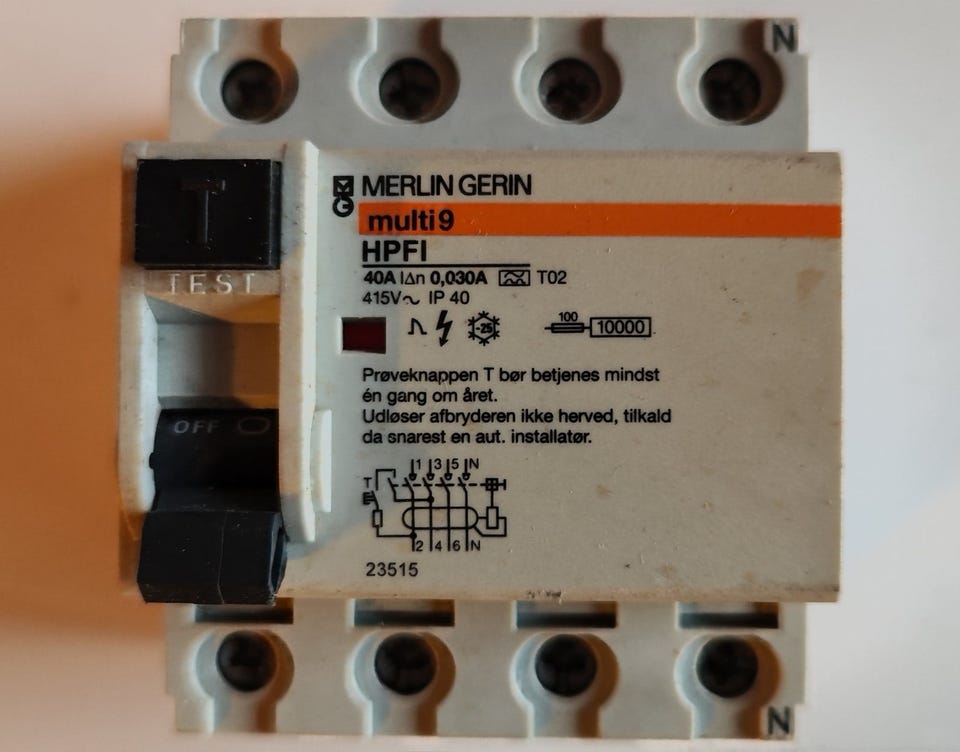 N
T
TEST
OFF
MERLIN GERIN
multi9
HPFI
40A I∆n 0,030A T02
415V~ IP 40
-25
100
10000
Prøveknappen T bør betjenes mindst
én gang om året.
Udløser afbryderen ikke herved, tilkald
da snarest en aut. installatør.
1 3 5 N
T
2 4 6 N
23515
N